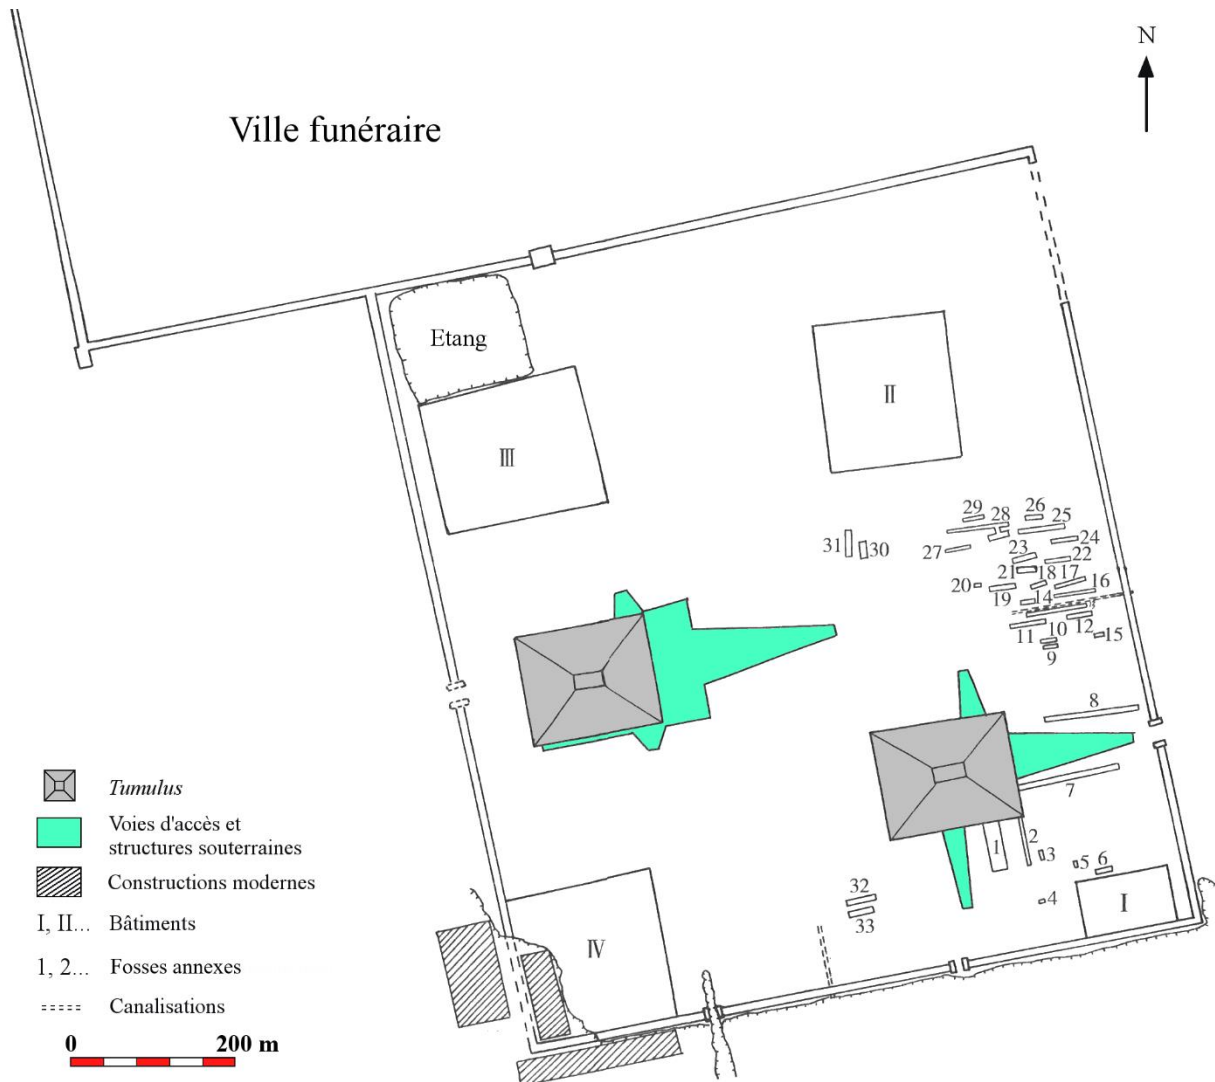 N
Ville funéraire
Etang
II
III
29
28
26
25
24
31
30
27
23
22
21
18
17
16
20
19
14
13
12
11
10
15
9
8
7
1
2
3
5
6
4
32
33
I
IV
Tumulus
Voies d'accès et
structures souterraines
Constructions modernes
I, II... Bâtiments
1, 2... Fosses annexes
Canalisations
0 200 m